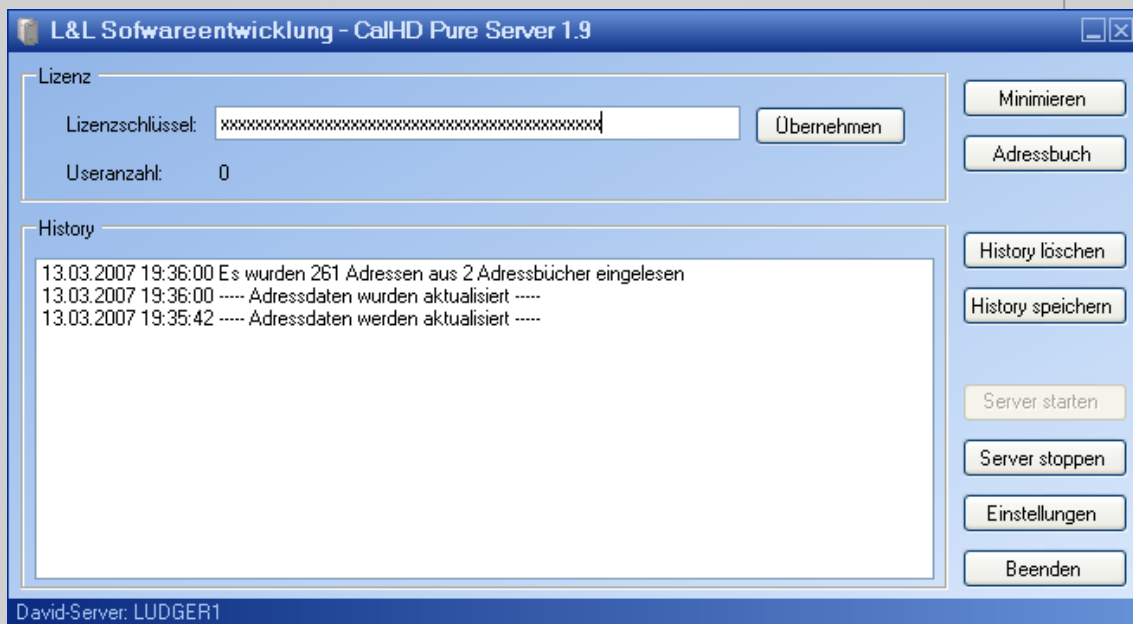 L&L Sofwareentwicklung - CalHD Pure Server 1.9
Lizenz
Lizenzschlüssel: xxxxxxxxxxxxxxxxxxxxxxxxxxxxxxxxxxxxxxxxxxxx
Übernehmen
Useranzahl: 0
Minimieren
Adressbuch
History
13.03.2007 19:36:00 Es wurden 261 Adressen aus 2 Adressbücher eingelesen
13.03.2007 19:36:00 ----- Adressdaten wurden aktualisiert -----
13.03.2007 19:35:42 ----- Adressdaten werden aktualisiert -----
History löschen
History speichern
Server starten
Server stoppen
Einstellungen
Beenden
David-Server: LUDGER1